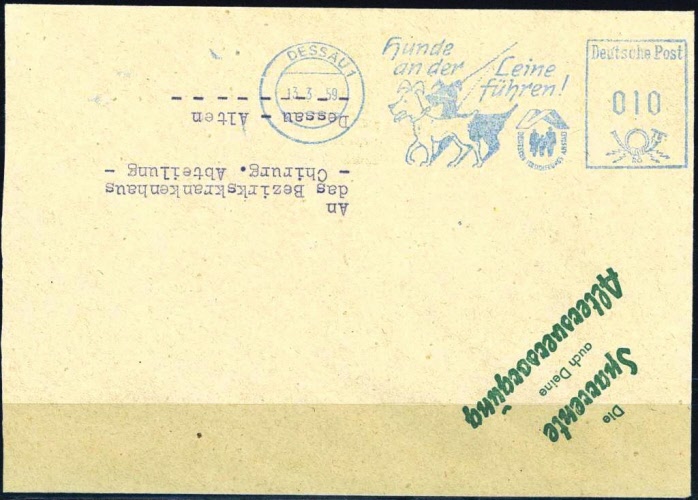 DESSAU 1
13.3.59
Hunde
an der Leine
führen!
Deutsche Post
010
An
das Bezirkskrankenhaus
- Chirurg. Abteilung -
Dessau - Alten
Die
Sparrente
auch Deine
Altersversorgung